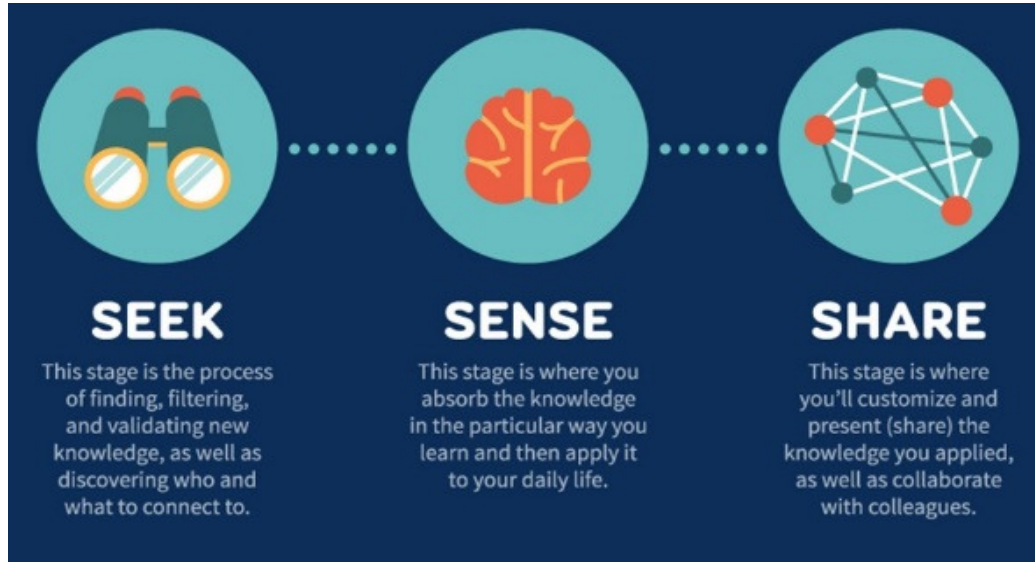 SEEK
This stage is the process
of finding, filtering,
and validating new
knowledge, as well as
discovering who and
what to connect to.
SENSE
This stage is where you
absorb the knowledge
in the particular way you
learn and then apply it
to your daily life.
SHARE
This stage is where
you’ll customize and
present (share) the
knowledge you applied,
as well as collaborate
with colleagues.